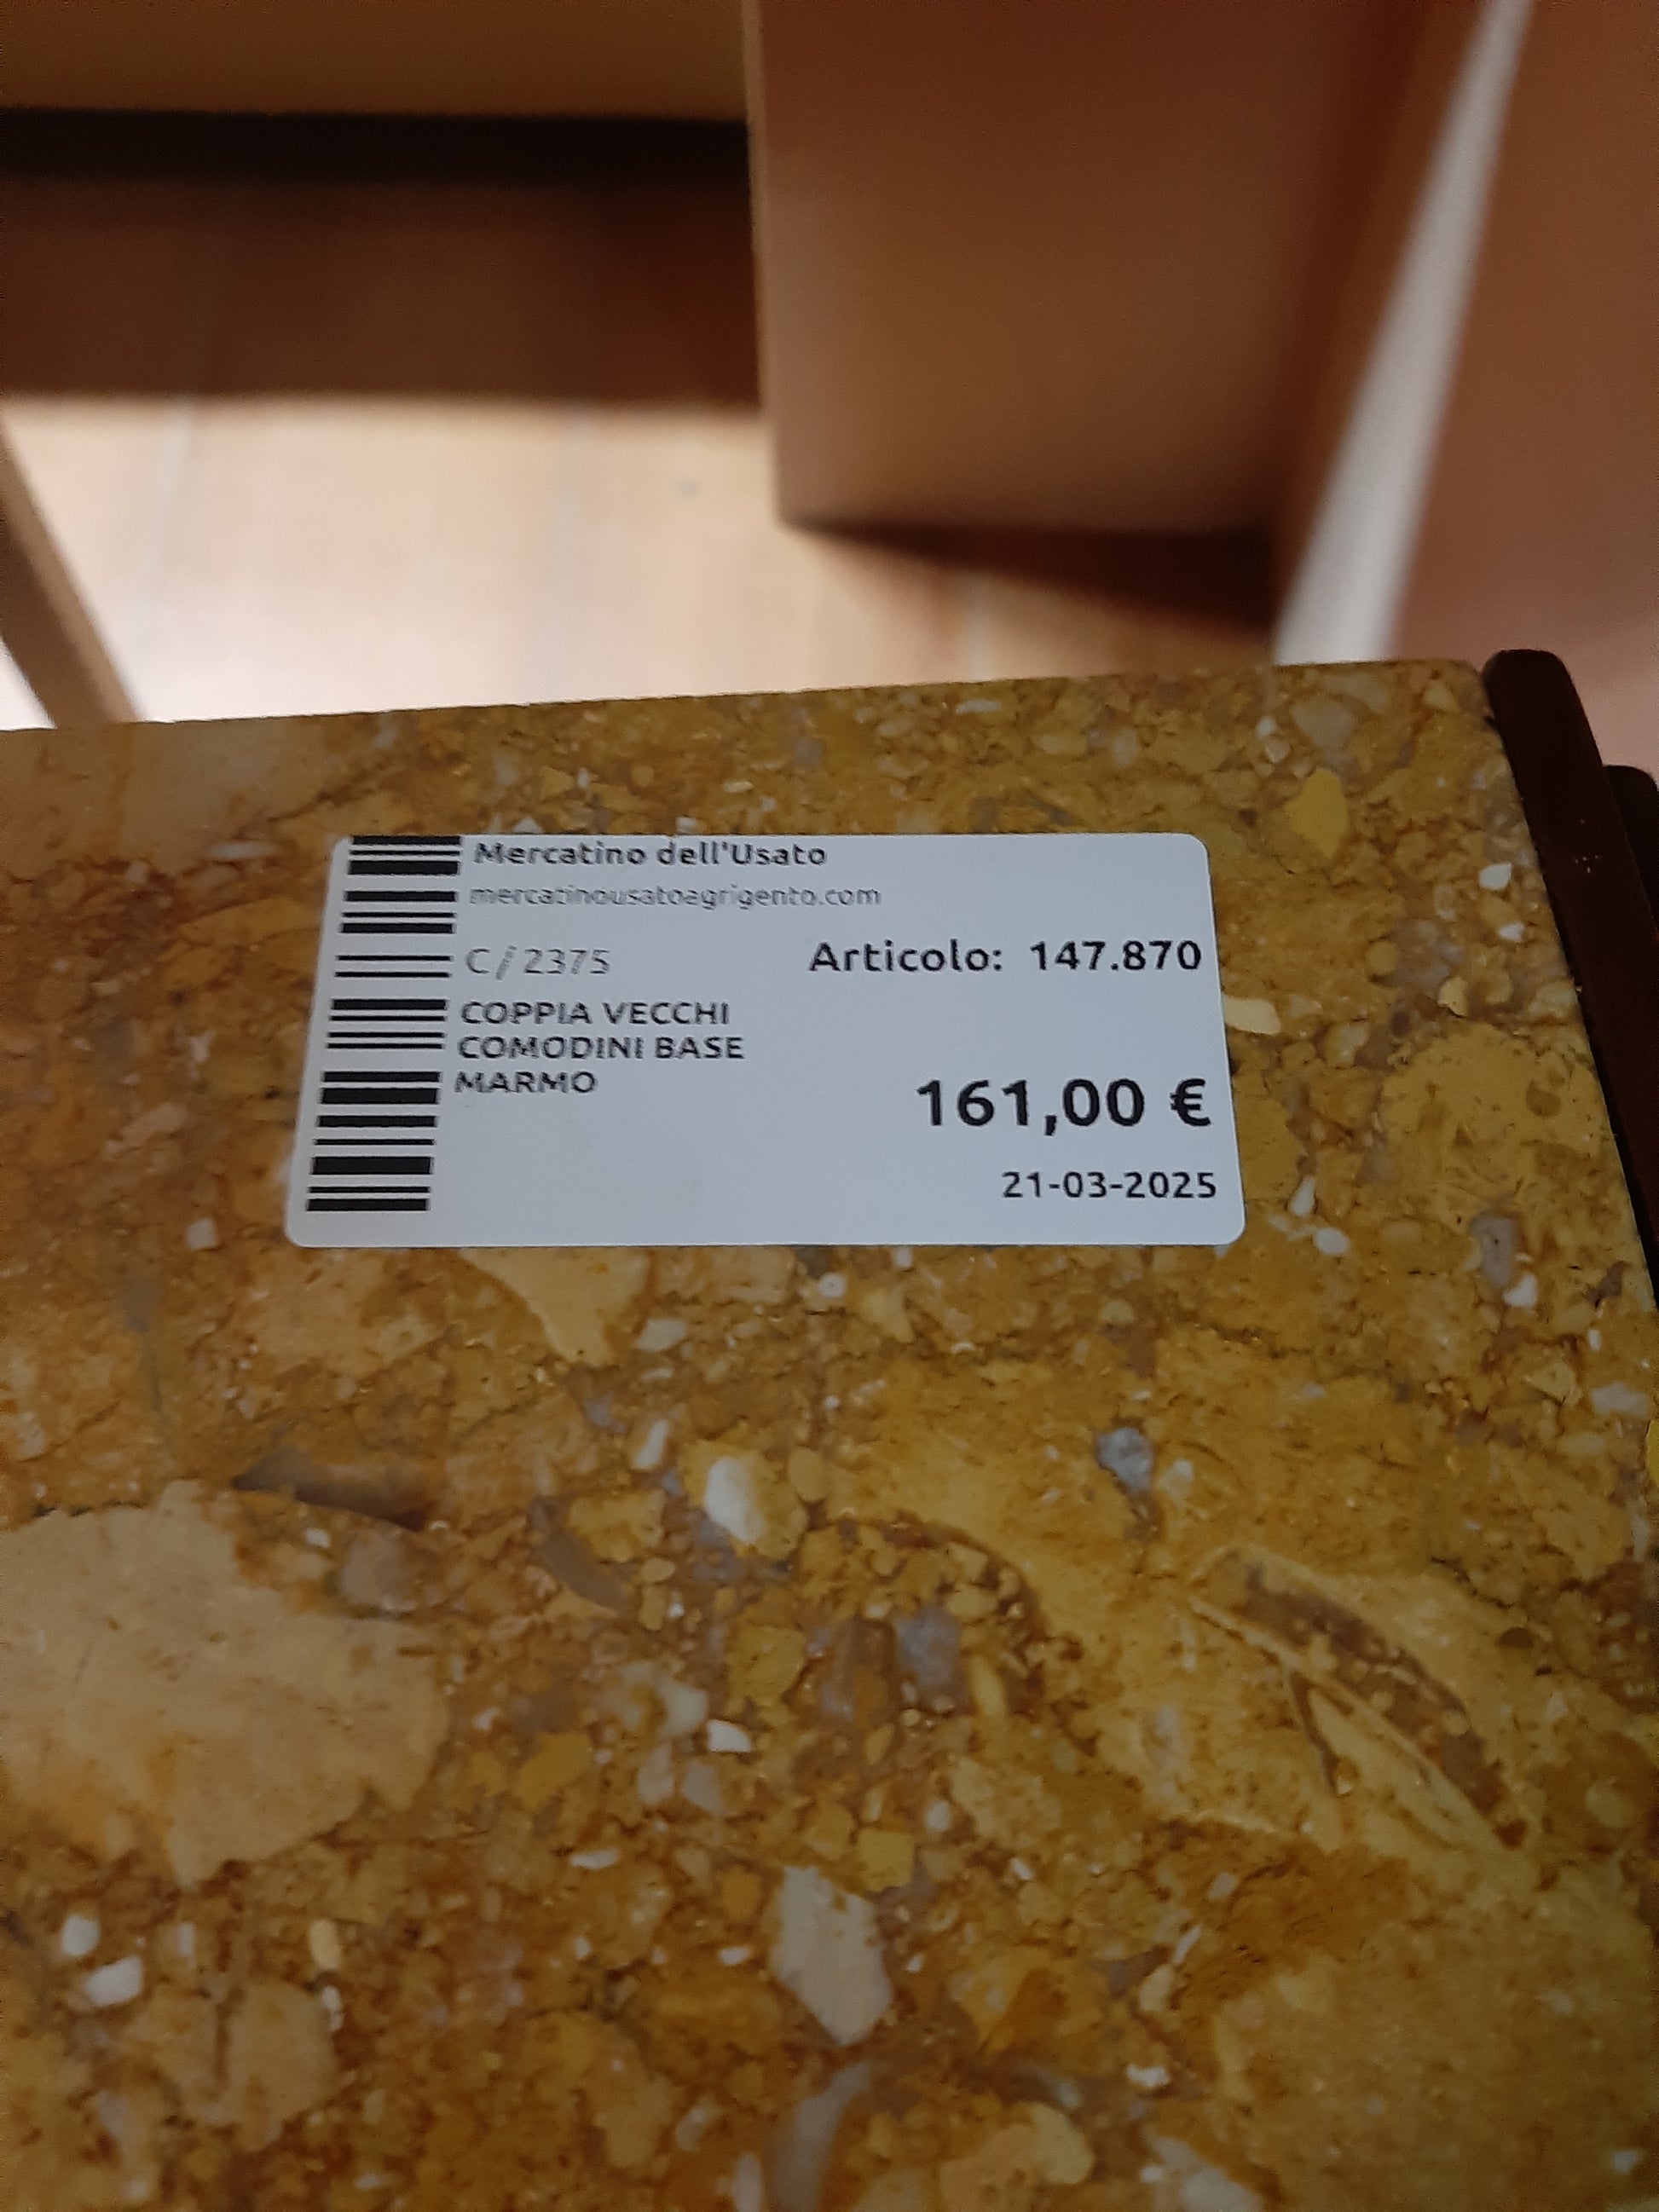 Mercatino dell'Usato
mercatinousatoagrigento.com
C/2375 Articolo: 147.870
COPPIA VECCHI
COMODINI BASE
MARMO
161,00 €
21-03-2025